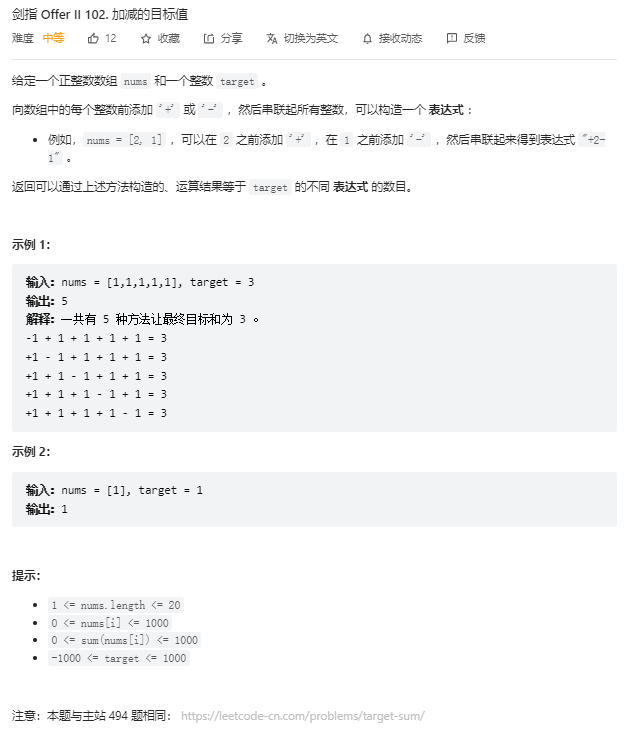 剑指 Offer II 102. 加减的目标值
难度 中等 12 收藏 分享 切换为英文 接收动态 反馈
给定一个正整数数组 nums 和一个整数 target 。
向数组中的每个整数前添加 '+' 或 '-' ，然后串联起所有整数，可以构造一个 表达式 ：
例如， nums = [2, 1] ，可以在 2 之前添加 '+' ，在 1 之前添加 '-' ，然后串联起来得到表达式 "+2-
1" 。
返回可以通过上述方法构造的、运算结果等于 target 的不同 表达式 的数目。
示例 1：
输入：nums = [1,1,1,1,1], target = 3
输出：5
解释：一共有 5 种方法让最终目标和为 3 。
-1 + 1 + 1 + 1 + 1 = 3
+1 - 1 + 1 + 1 + 1 = 3
+1 + 1 - 1 + 1 + 1 = 3
+1 + 1 + 1 - 1 + 1 = 3
+1 + 1 + 1 + 1 - 1 = 3
示例 2：
输入：nums = [1], target = 1
输出：1
提示：
1 <= nums.length <= 20
0 <= nums[i] <= 1000
0 <= sum(nums[i]) <= 1000
-1000 <= target <= 1000
注意：本题与主站 494 题相同： https://leetcode-cn.com/problems/target-sum/